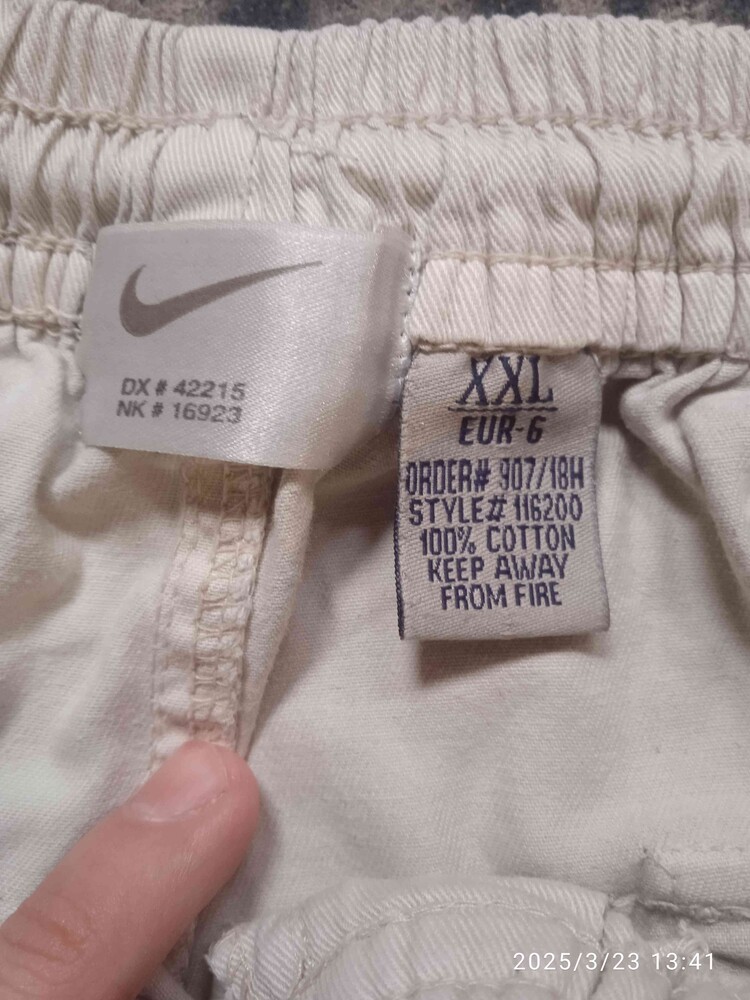 DX # 42215
NK # 16923
XXL
EUR-6
ORDER# 907/18H
STYLE# 116200
100% COTTON
KEEP AWAY
FROM FIRE
2025/3/23 13:41